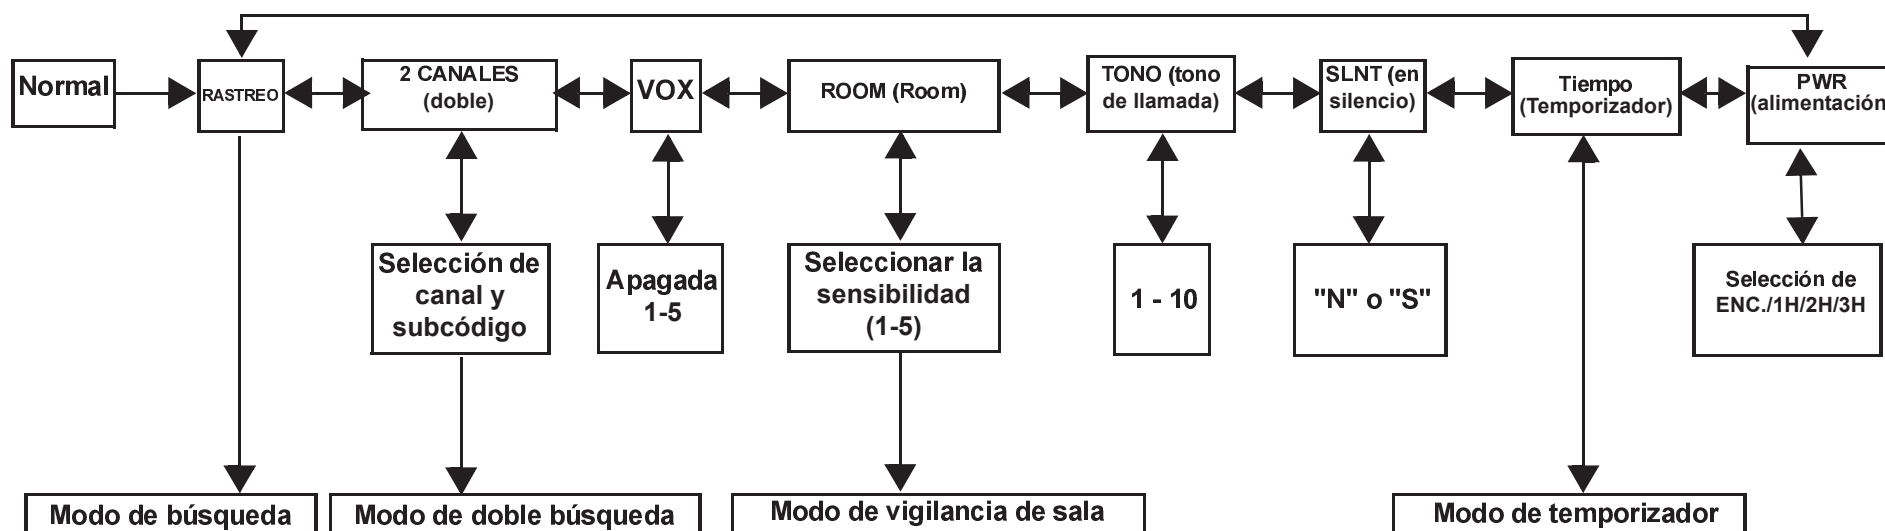 Normal
RASTREO
2 CANALES
(doble)
VOX
ROOM (Room)
TONO (tono
de llamada)
SLNT (en
silencio)
Tiempo
(Temporizador)
PWR
(alimentación
Selección de
canal y
subcódigo
Apagada
1-5
Seleccionar la
sensibilidad
(1-5)
1 - 10
"N" o "S"
Selección de
ENC./1H/2H/3H
Modo de búsqueda
Modo de doble búsqueda
Modo de vigilancia de sala
Modo de temporizador